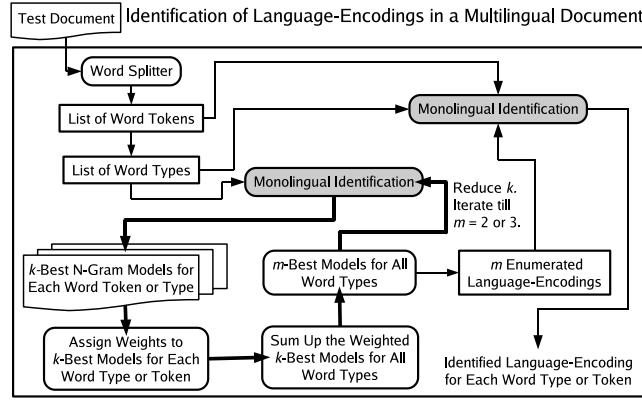 Test Document
Identification of Language-Encodings in a Multilingual Document
Word Splitter
List of Word Tokens
Monolingual Identification
List of Word Types
Monolingual Identification
Reduce k.
Iterate till
m = 2 or 3.
k-Best N-Gram Models for
Each Word Token or Type
m-Best Models for All
Word Types
m Enumerated
Language-Encodings
Assign Weights to
k-Best Models for Each
Word Type or Token
Sum Up the Weighted
k-Best Models for All
Word Types
Identified Language-Encoding
for Each Word Type or Token